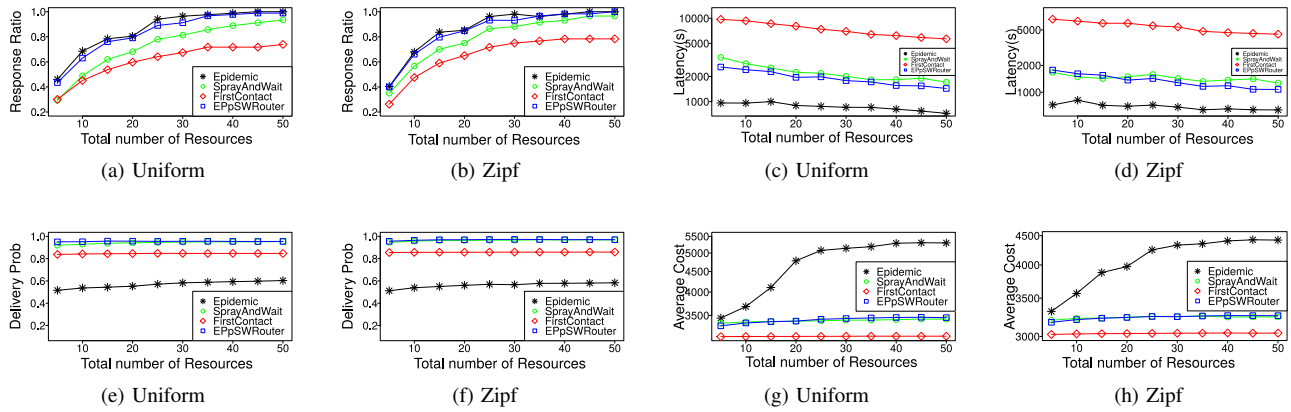 Response Ratio
1.0
0.8
0.6
0.4
0.2
Epidemic
SprayAndWait
FirstContact
EPpSWRouter
10 20 30 40 50
Total number of Resources
(a) Uniform
Response Ratio
1.0
0.8
0.6
0.4
0.2
Epidemic
SprayAndWait
FirstContact
EPpSWRouter
10 20 30 40 50
Total number of Resources
(b) Zipf
Latency(s)
10000
5000
2000
1000
Epidemic
SprayAndWait
FirstContact
EPpSWRouter
10 20 30 40 50
Total number of Resources
(c) Uniform
Latency(s)
5000
2000
1000
Epidemic
SprayAndWait
FirstContact
EPpSWRouter
10 20 30 40 50
Total number of Resources
(d) Zipf
Delivery Prob
1.0
0.8
0.6
0.4
0.2
Epidemic
SprayAndWait
FirstContact
EPpSWRouter
10 20 30 40 50
Total number of Resources
(e) Uniform
Delivery Prob
1.0
0.8
0.6
0.4
0.2
Epidemic
SprayAndWait
FirstContact
EPpSWRouter
10 20 30 40 50
Total number of Resources
(f) Zipf
Average Cost
5500
5000
4000
3500
Epidemic
SprayAndWait
FirstContact
EPpSWRouter
10 20 30 40 50
Total number of Resources
(g) Uniform
Average Cost
4500
4000
3500
3000
Epidemic
SprayAndWait
FirstContact
EPpSWRouter
10 20 30 40 50
Total number of Resources
(h) Zipf